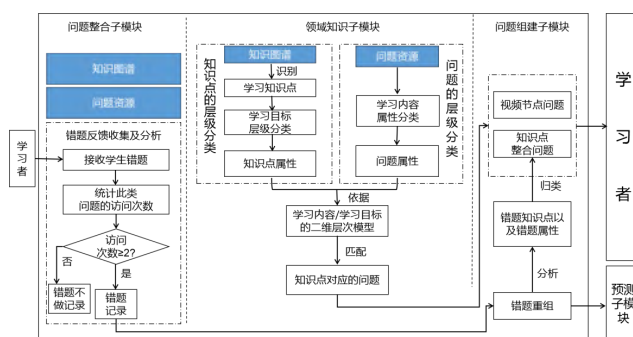 问题整合子模块
知识图谱
问题资源
错题反馈收集及分析
学习者
接收学生错题
统计此类
问题的访问次数
访问
次数≥2?
否
是
错题不
做记录
错题
记录
领域知识子模块
知识点的层级分类
知识图谱
识别
学习知识点
学习目标
层级分类
知识点属性
问题的层级分类
问题资源
学习内容
属性分类
问题属性
依据
学习内容/学习目标
的二维层次模型
匹配
知识点对应的问题
问题组建子模块
视频节点问题
知识点
整合问题
归类
错题知识点以
及错题属性
分析
错题重组
学习者
预测
子模
块